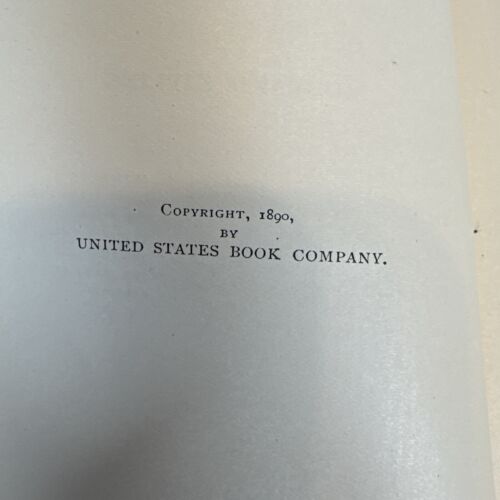 Copyright, 1890,
BY
UNITED STATES BOOK COMPANY.